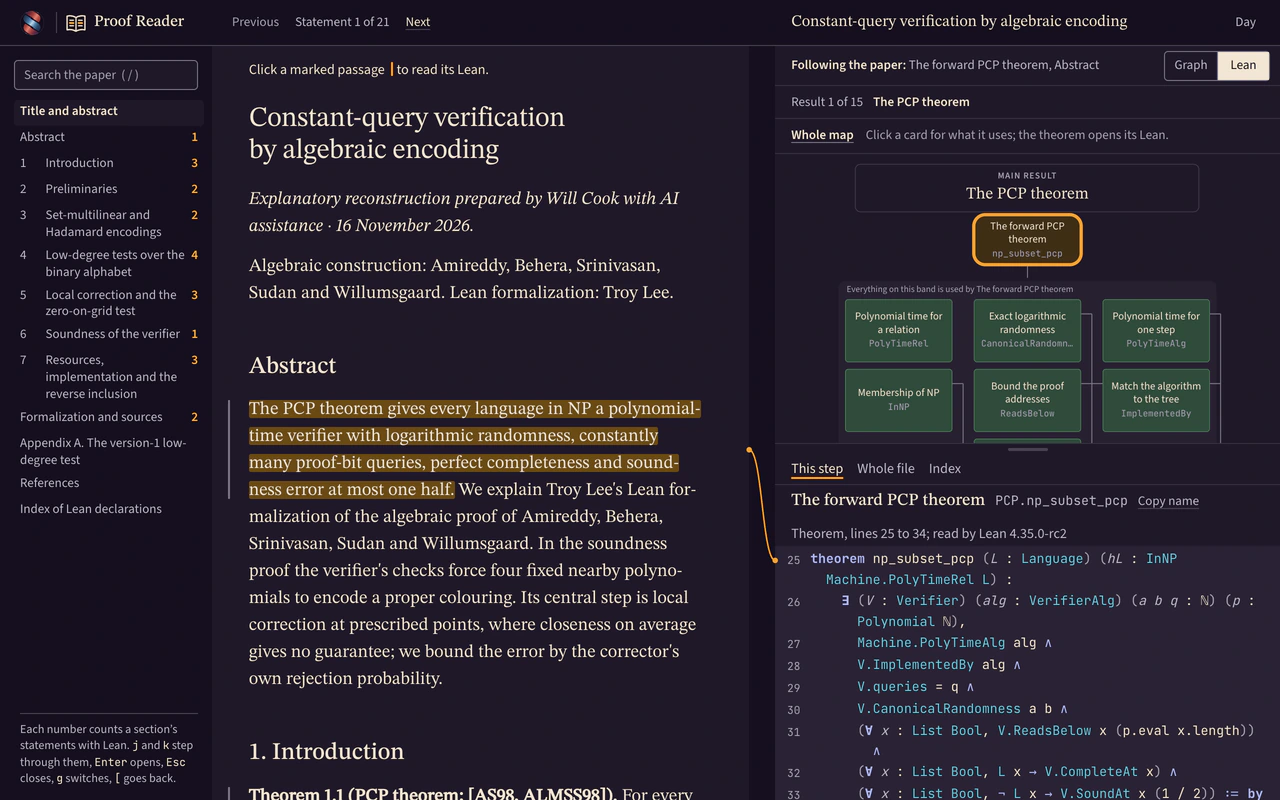 Proof Reader
Previous
Statement 1 of 21
Next
Constant-query verification by algebraic encoding
Day
Search the paper ( / )
Title and abstract
Abstract 1
1 Introduction 3
2 Preliminaries 2
3 Set-multilinear and 2
Hadamard encodings
4 Low-degree tests over the 4
binary alphabet
5 Local correction and the 3
zero-on-grid test
6 Soundness of the verifier 1
7 Resources, 3
implementation and the
reverse inclusion
Formalization and sources 2
Appendix A. The version-1 low-
degree test
References
Index of Lean declarations
Each number counts a section's
statements with Lean. j and k step
through them, Enter opens, Esc
closes, g switches, [ goes back.
Click a marked passage to read its Lean.
Constant-query verification
by algebraic encoding
Explanatory reconstruction prepared by Will Cook with AI
assistance · 16 November 2026.
Algebraic construction: Amireddy, Behera, Srinivasan,
Sudan and Willumsgaard. Lean formalization: Troy Lee.
Abstract
The PCP theorem gives every language in NP a polynomial-
time verifier with logarithmic randomness, constantly
many proof-bit queries, perfect completeness and sound-
ness error at most one half. We explain Troy Lee's Lean for-
malization of the algebraic proof of Amireddy, Behera,
Srinivasan, Sudan and Willumsgaard. In the soundness
proof the verifier's checks force four fixed nearby polyno-
mials to encode a proper colouring. Its central step is local
correction at prescribed points, where closeness on average
gives no guarantee; we bound the error by the corrector's
own rejection probability.
1. Introduction
Theorem 1.1 (PCP theorem; [AS98, ALMSS98]). For every
Following the paper: The forward PCP theorem, Abstract
Graph
Lean
Result 1 of 15 The PCP theorem
Whole map Click a card for what it uses; the theorem opens its Lean.
MAIN RESULT
The PCP theorem
The forward PCP
theorem
np_subset_pcp
Everything on this band is used by The forward PCP theorem
Polynomial time for
a relation
PolyTimeRel
Exact logarithmic
randomness
CanonicalRandomn…
Polynomial time for
one step
PolyTimeAlg
Membership of NP
InNP
Bound the proof
addresses
ReadsBelow
Match the algorithm
to the tree
ImplementedBy
This step
Whole file
Index
The forward PCP theorem PCP.np_subset_pcp Copy name
Theorem, lines 25 to 34; read by Lean 4.35.0-rc2
25 theorem np_subset_pcp (L : Language) (hL : InNP
Machine.PolyTimeRel L) :
26 ∃ (V : Verifier) (alg : VerifierAlg) (a b q : ℕ) (p :
Polynomial ℕ),
27 Machine.PolyTimeAlg alg ∧
28 V.ImplementedBy alg ∧
29 V.queries = q ∧
30 V.CanonicalRandomness a b ∧
31 (∀ x : List Bool, V.ReadsBelow x (p.eval x.length))
∧
32 (∀ x : List Bool, L x → V.CompleteAt x) ∧
33 (∀ x : List Bool, ¬ L x → V.SoundAt x (1 / 2)) := by